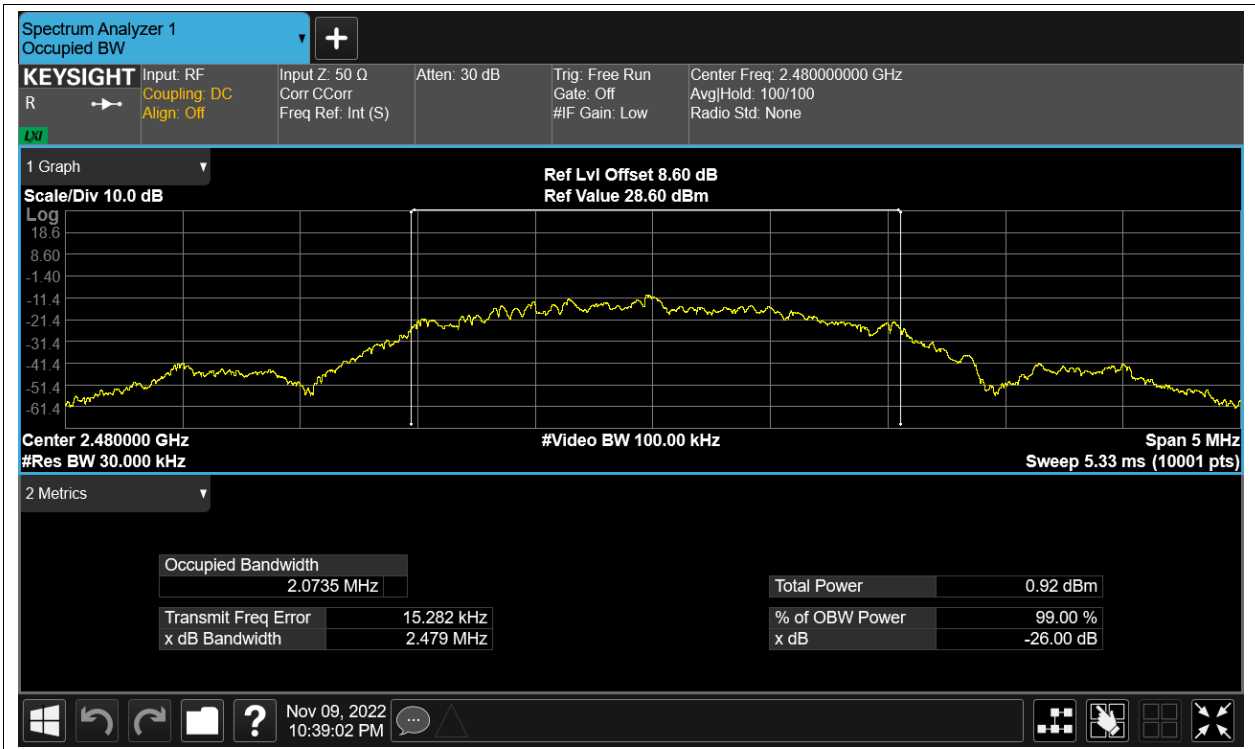 Spectrum Analyzer 1
Occupied BW
+
KEYSIGHT
R
LXI
Input: RF
Coupling: DC
Align: Off
Input Z: 50 Ω
Corr CCorr
Freq Ref: Int (S)
Atten: 30 dB
Trig: Free Run
Gate: Off
#IF Gain: Low
Center Freq: 2.480000000 GHz
Avg|Hold: 100/100
Radio Std: None
1 Graph
Scale/Div 10.0 dB
Ref Lvl Offset 8.60 dB
Ref Value 28.60 dBm
Log
18.6
8.60
-1.40
-11.4
-21.4
-31.4
-41.4
-51.4
-61.4
Center 2.480000 GHz
#Res BW 30.000 kHz
#Video BW 100.00 kHz
Span 5 MHz
Sweep 5.33 ms (10001 pts)
2 Metrics
Occupied Bandwidth
2.0735 MHz
Transmit Freq Error 15.282 kHz
x dB Bandwidth 2.479 MHz
Total Power 0.92 dBm
% of OBW Power 99.00 %
x dB -26.00 dB
?
Nov 09, 2022
10:39:02 PM